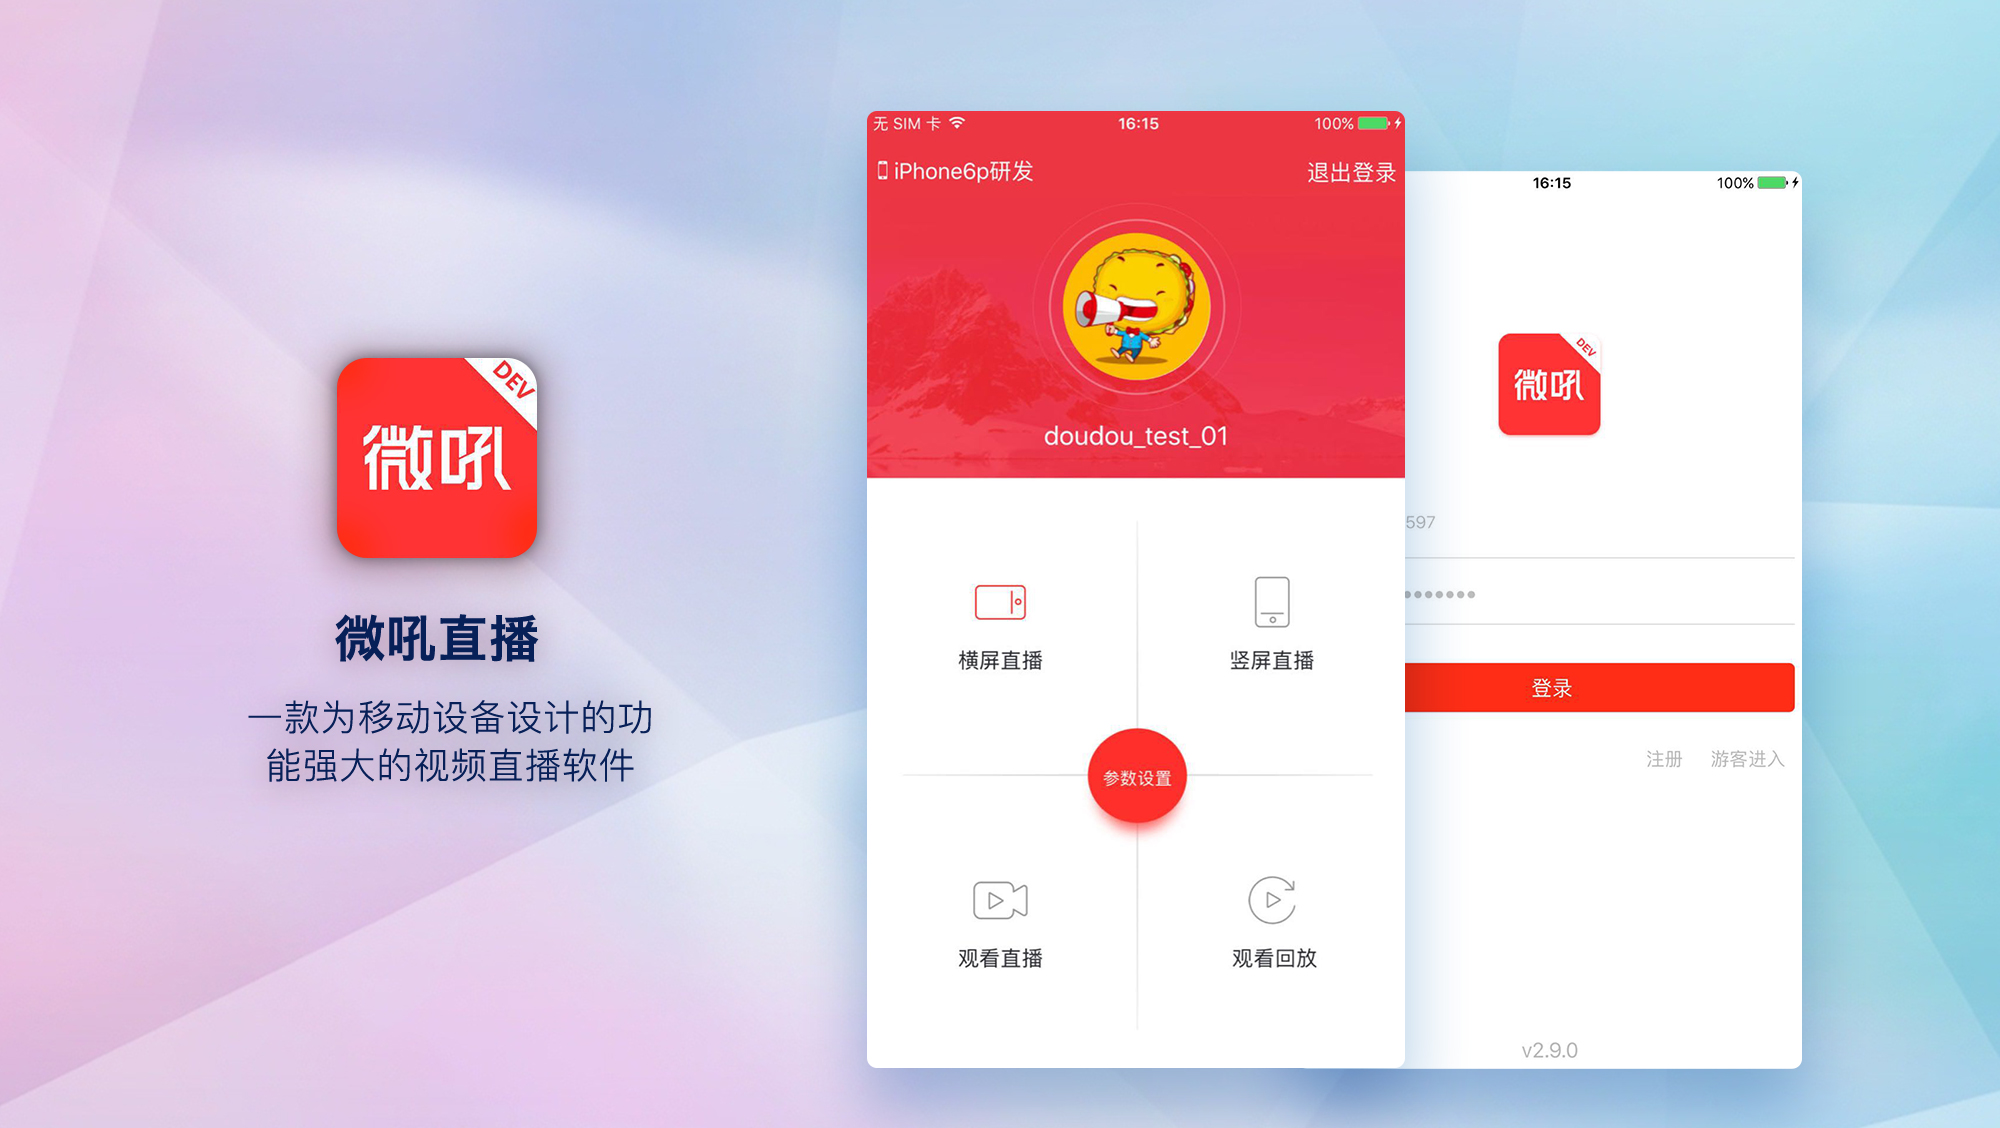 DEV
微吼
微吼直播
一款为移动设备设计的功
能强大的视频直播软件
无 SIM 卡
16:15
100%
iPhone6p研发
退出登录
doudou_test_01
横屏直播
竖屏直播
参数设置
观看直播
观看回放
16:15
100%
DEV
微吼
597
登录
注册
游客进入
v2.9.0